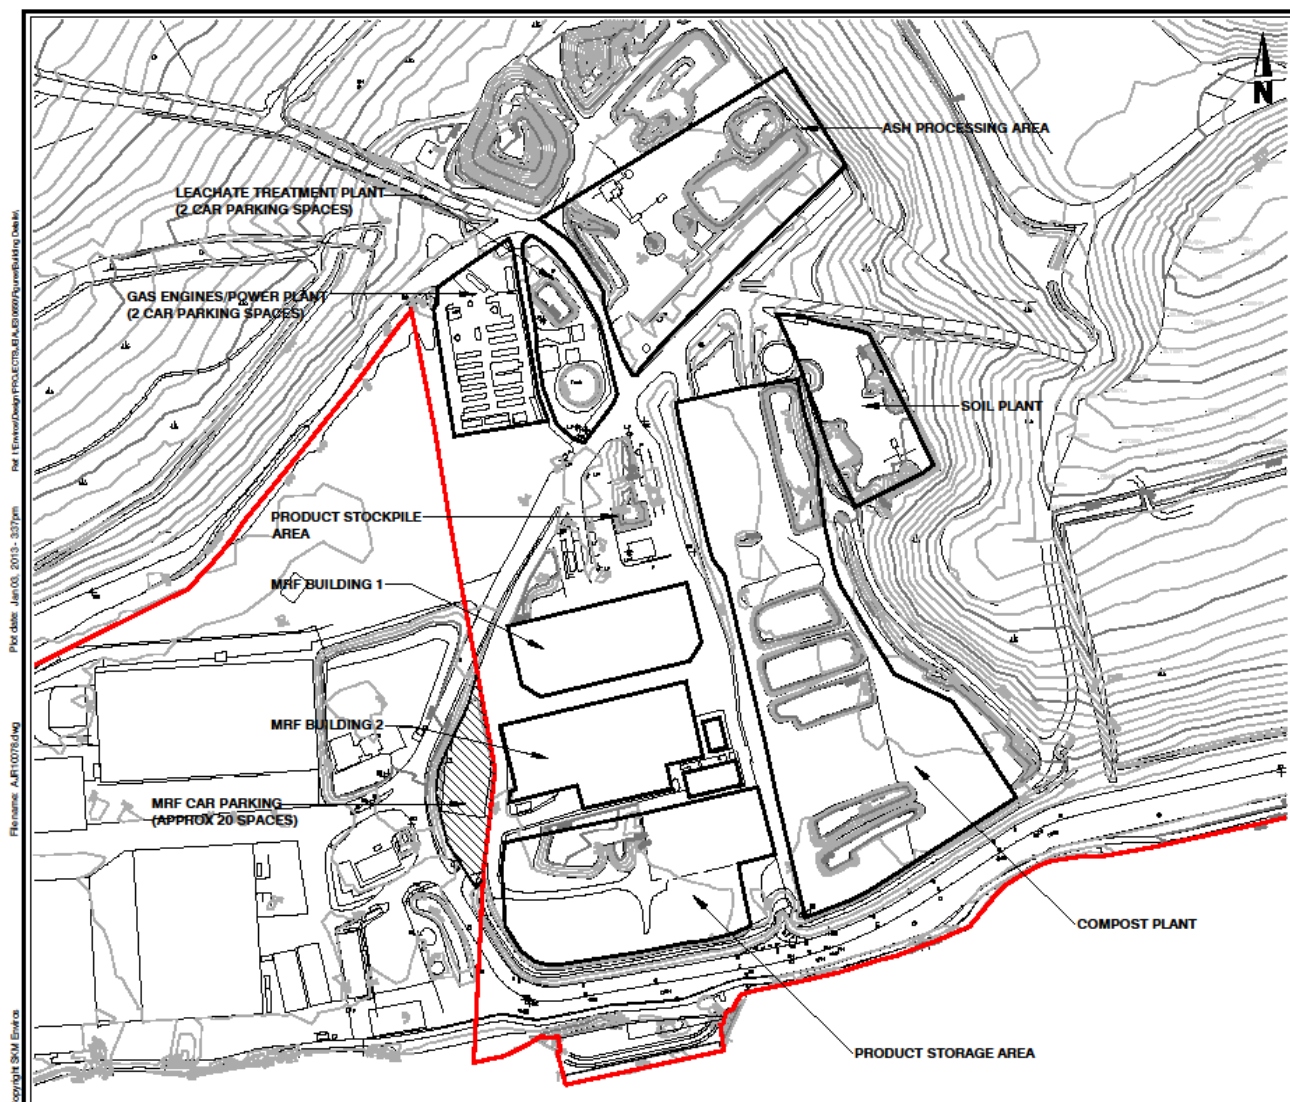 N
ASH PROCESSING AREA
LEACHATE TREATMENT PLANT
(2 CAR PARKING SPACES)
GAS ENGINES/POWER PLANT
(2 CAR PARKING SPACES)
SOIL PLANT
PRODUCT STOCKPILE
AREA
MRF BUILDING 1
MRF BUILDING 2
MRF CAR PARKING
(APPROX 20 SPACES)
COMPOST PLANT
PRODUCT STORAGE AREA
Tank
Plot date: Jan 03, 2013 - 3:37pm
Filename: AJR10078.dwg
opyright SKM Enviros